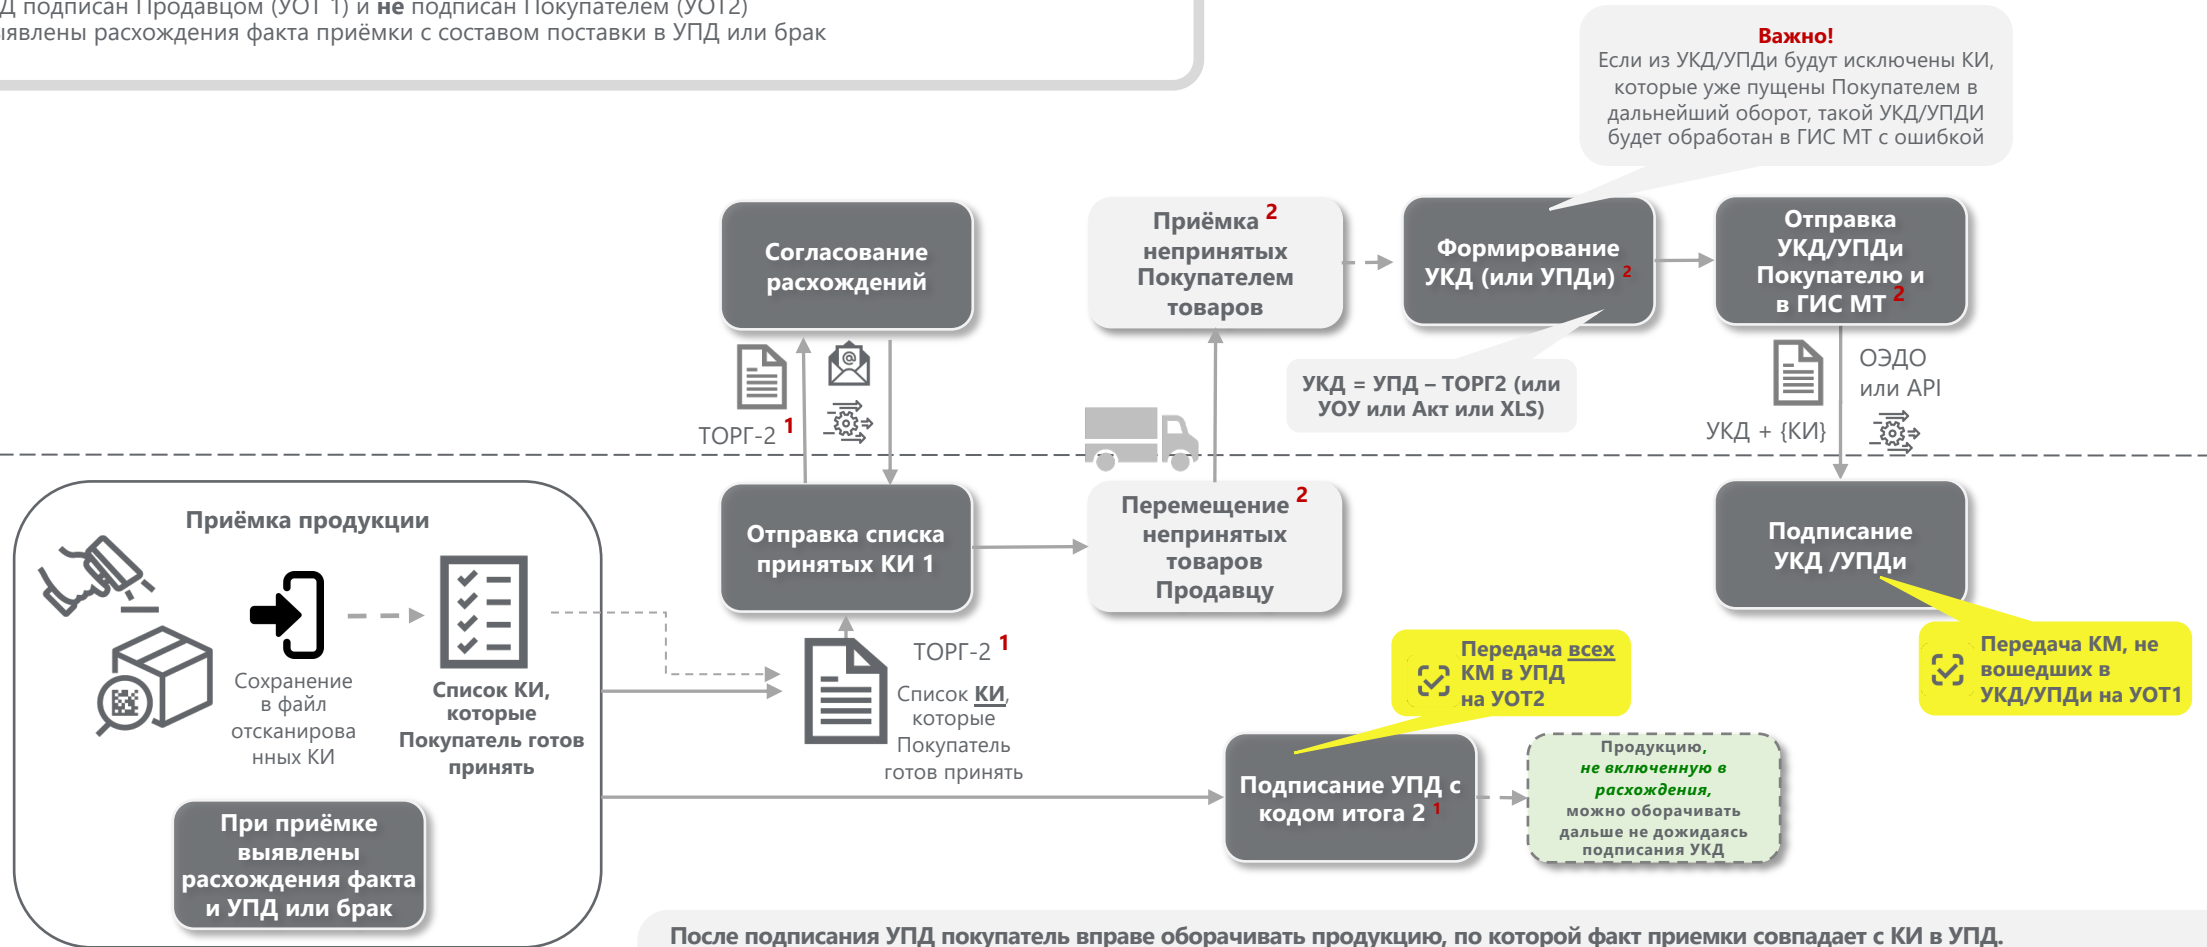 Д подписан Продавцом (УОТ 1) и не подписан Покупателем (УОТ2)
явлены расхождения факта приёмки с составом поставки в УПД или брак
Важно!
Если из УКД/УПДи будут исключены КИ,
которые уже пущены Покупателем в
дальнейший оборот, такой УКД/УПДИ
будет обработан в ГИС МТ с ошибкой
Согласование
расхождений
Приёмка 2
непринятых
Покупателем
товаров
Формирование
УКД (или УПДи) 2
Отправка
УКД/УПДи
Покупателю и
в ГИС МТ 2
ТОРГ-2 1
УКД = УПД – ТОРГ2 (или
УОУ или Акт или XLS)
ОЭДО
или API
УКД + {КИ}
Приёмка продукции
Сохранение
в файл
отсканирова
нных КИ
Список КИ,
которые
Покупатель готов
принять
При приёмке
выявлены
расхождения факта
и УПД или брак
Отправка списка
принятых КИ 1
Перемещение 2
непринятых
товаров
Продавцу
Подписание
УКД /УПДи
ТОРГ-2 1
Список КИ,
которые
Покупатель
готов принять
Передача всех
КМ в УПД
на УОТ2
Передача КМ, не
вошедших в
УКД/УПДи на УОТ1
Подписание УПД с
кодом итога 2 1
Продукцию,
не включенную в
расхождения,
можно оборачивать
дальше не дожидаясь
подписания УКД
После подписания УПД покупатель вправе оборачивать продукцию, по которой факт приемки совпадает с КИ в УПД.